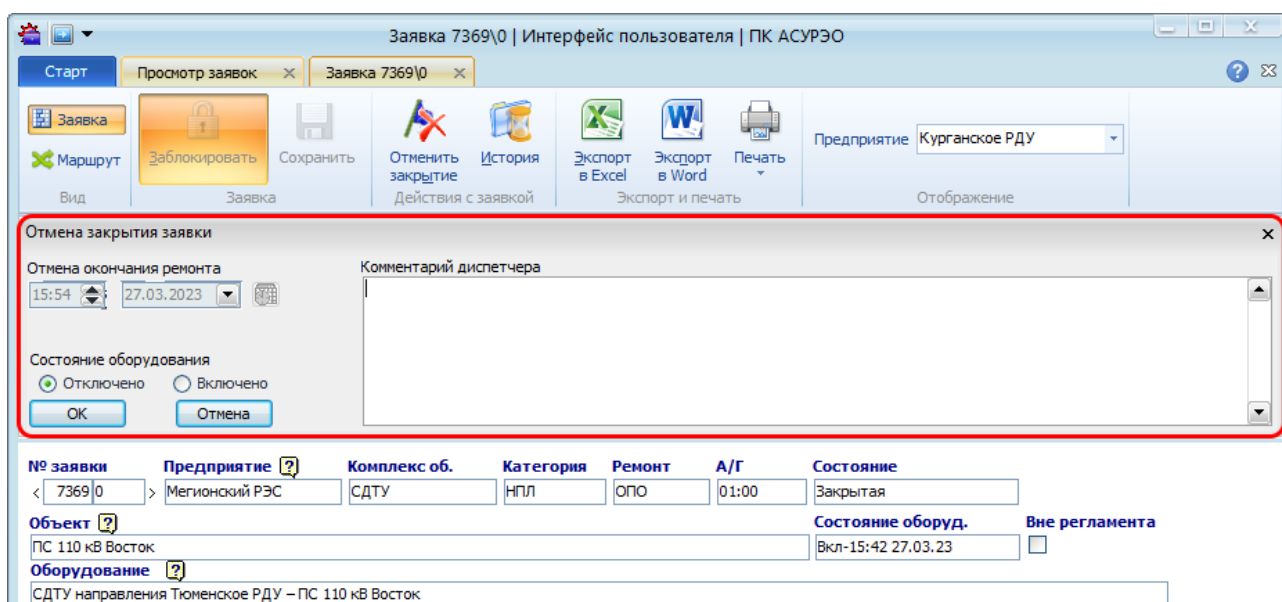 Заявка 7369\0 | Интерфейс пользователя | ПК АСУРЭО
Старт Просмотр заявок Заявка 7369\0
Заявка Заблокировать Сохранить Отменить закрытие История Экспорт в Excel Экспорт в Word Печать Предприятие Курганское РДУ
Маршрут
Вид Заявка Действия с заявкой Экспорт и печать Отображение
Отмена закрытия заявки
Отмена окончания ремонта Комментарий диспетчера
15:54 27.03.2023
Состояние оборудования
Отключено Включено
ОК Отмена
№ заявки Предприятие ? Комплекс об. Категория Ремонт А/Г Состояние
< 7369 0 > Мегионский РЭС СДТУ НПЛ ОПО 01:00 Закрытая
Объект ? Состояние оборуд. Вне регламента
ПС 110 кВ Восток Вкл-15:42 27.03.23
Оборудование ?
СДТУ направления Тюменское РДУ – ПС 110 кВ Восток